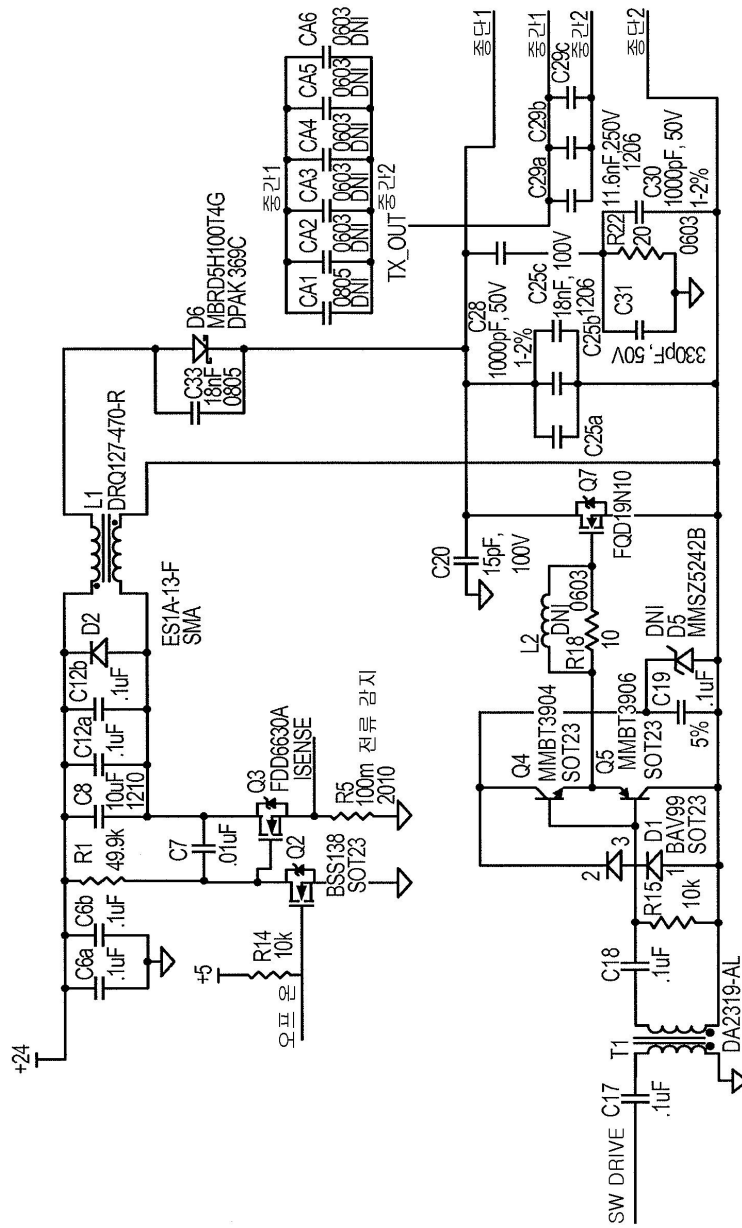 +24
C6a
.1uF
C6b
.1uF
R1
49.9k
C8
10uF
1210
C12a
.1uF
C12b
.1uF
D2
ES1A-13-F
SMA
L1
DRQ127-470-R
C33
18nF
0805
D6
MBRD5H100T4G
DPAK 369C
CA1
0805
DNI
CA2
0603
DNI
CA3
0603
DNI
CA4
0603
DNI
CA5
0603
DNI
CA6
0603
DNI
중간1
중간2
+5
R14
10k
C7
.01uF
Q2
BSS138
SOT23
Q3
FDD6630A
ISENSE
R5
100m 전류 감지
2010
TX_OUT
종단1
중간1
중간2
종단2
C29a
C29b
C29c
11.6nF,250V
1206
C20
15pF,
100V
C28
1000pF, 50V
1-2%
C25a
C25b
C25c
18nF, 100V
1206
C31
330pF, 50V
R22
20
0603
C30
1000pF, 50V
1-2%
Q7
FQD19N10
L2
DNI
0603
R18
10
SW DRIVE
C17
.1uF
T1
DA2319-AL
C18
.1uF
R15
10k
2
3
1
D1
BAV99
SOT23
Q4
MMBT3904
SOT23
Q5
MMBT3906
SOT23
C19
.1uF
5%
DNI
D5
MMSZ5242B